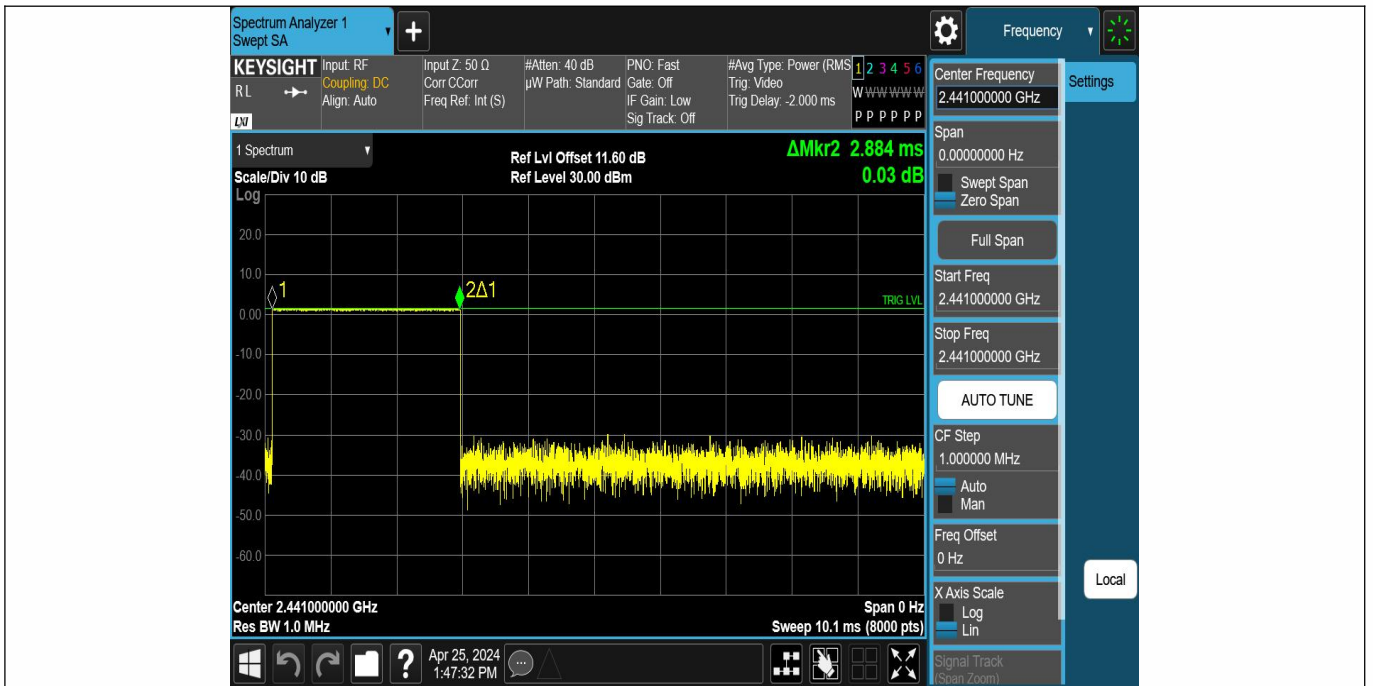 Spectrum Analyzer 1
Swept SA
Frequency
KEYSIGHT
RL
LXI
Input: RF
Coupling: DC
Align: Auto
Input Z: 50 Ω
Corr CCorr
Freq Ref: Int (S)
#Atten: 40 dB
µW Path: Standard
PNO: Fast
Gate: Off
IF Gain: Low
Sig Track: Off
#Avg Type: Power (RMS
Trig: Video
Trig Delay: -2.000 ms
1 2 3 4 5 6
W W W W W W
P P P P P P
1 Spectrum
Scale/Div 10 dB
Ref Lvl Offset 11.60 dB
Ref Level 30.00 dBm
ΔMkr2 2.884 ms
0.03 dB
Log
20.0
10.0
0.00
-10.0
-20.0
-30.0
-40.0
-50.0
-60.0
1
2Δ1
TRIG LVL
Center 2.441000000 GHz
Res BW 1.0 MHz
Span 0 Hz
Sweep 10.1 ms (8000 pts)
Center Frequency
2.441000000 GHz
Settings
Span
0.00000000 Hz
Swept Span
Zero Span
Full Span
Start Freq
2.441000000 GHz
Stop Freq
2.441000000 GHz
AUTO TUNE
CF Step
1.000000 MHz
Auto
Man
Freq Offset
0 Hz
X Axis Scale
Log
Lin
Signal Track
(Span Zoom)
Local
?
Apr 25, 2024
1:47:32 PM